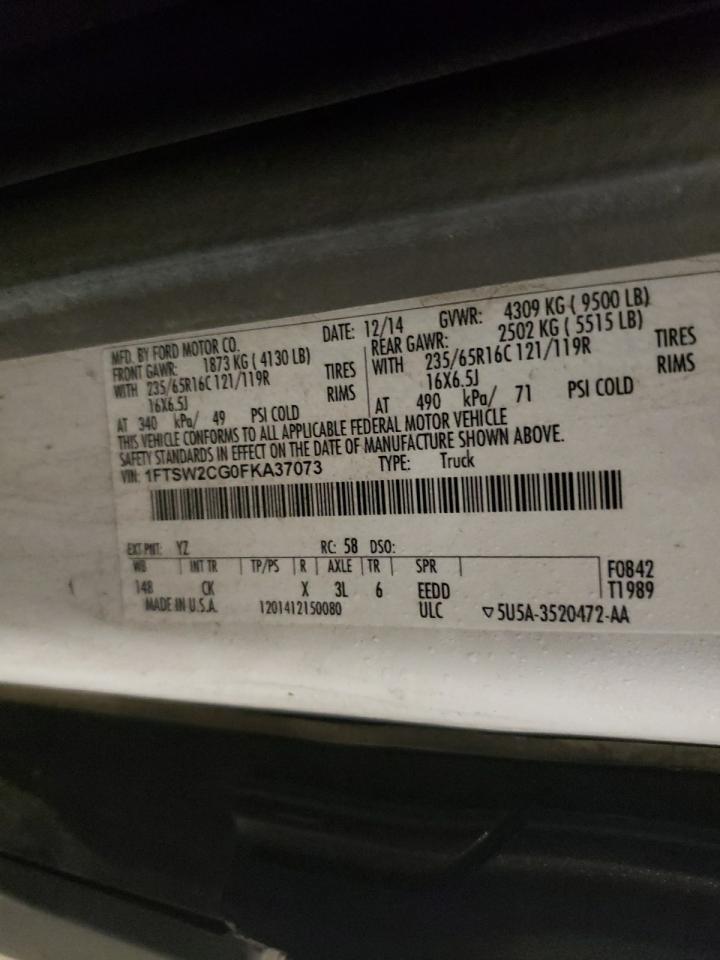 MFD. BY FORD MOTOR CO. DATE: 12/14 GVWR: 4309 KG ( 9500 LB)
FRONT GAWR: 1873 KG ( 4130 LB) REAR GAWR: 2502 KG ( 5515 LB)
WITH 235/65R16C 121/119R TIRES WITH 235/65R16C 121/119R TIRES
16X6.5J RIMS 16X6.5J RIMS
AT 340 kPa/ 49 PSI COLD AT 490 kPa/ 71 PSI COLD
THIS VEHICLE CONFORMS TO ALL APPLICABLE FEDERAL MOTOR VEHICLE
SAFETY STANDARDS IN EFFECT ON THE DATE OF MANUFACTURE SHOWN ABOVE.
VIN: 1FTSW2CG0FKA37073 TYPE: Truck
EXT PNT: YZ RC: 58 DSO:
WB INT TR TP/PS R AXLE TR SPR F0842
148 CK X 3L 6 EEDD T1989
MADE IN U.S.A. 1201412150080 ULC ▽5U5A-3520472-AA